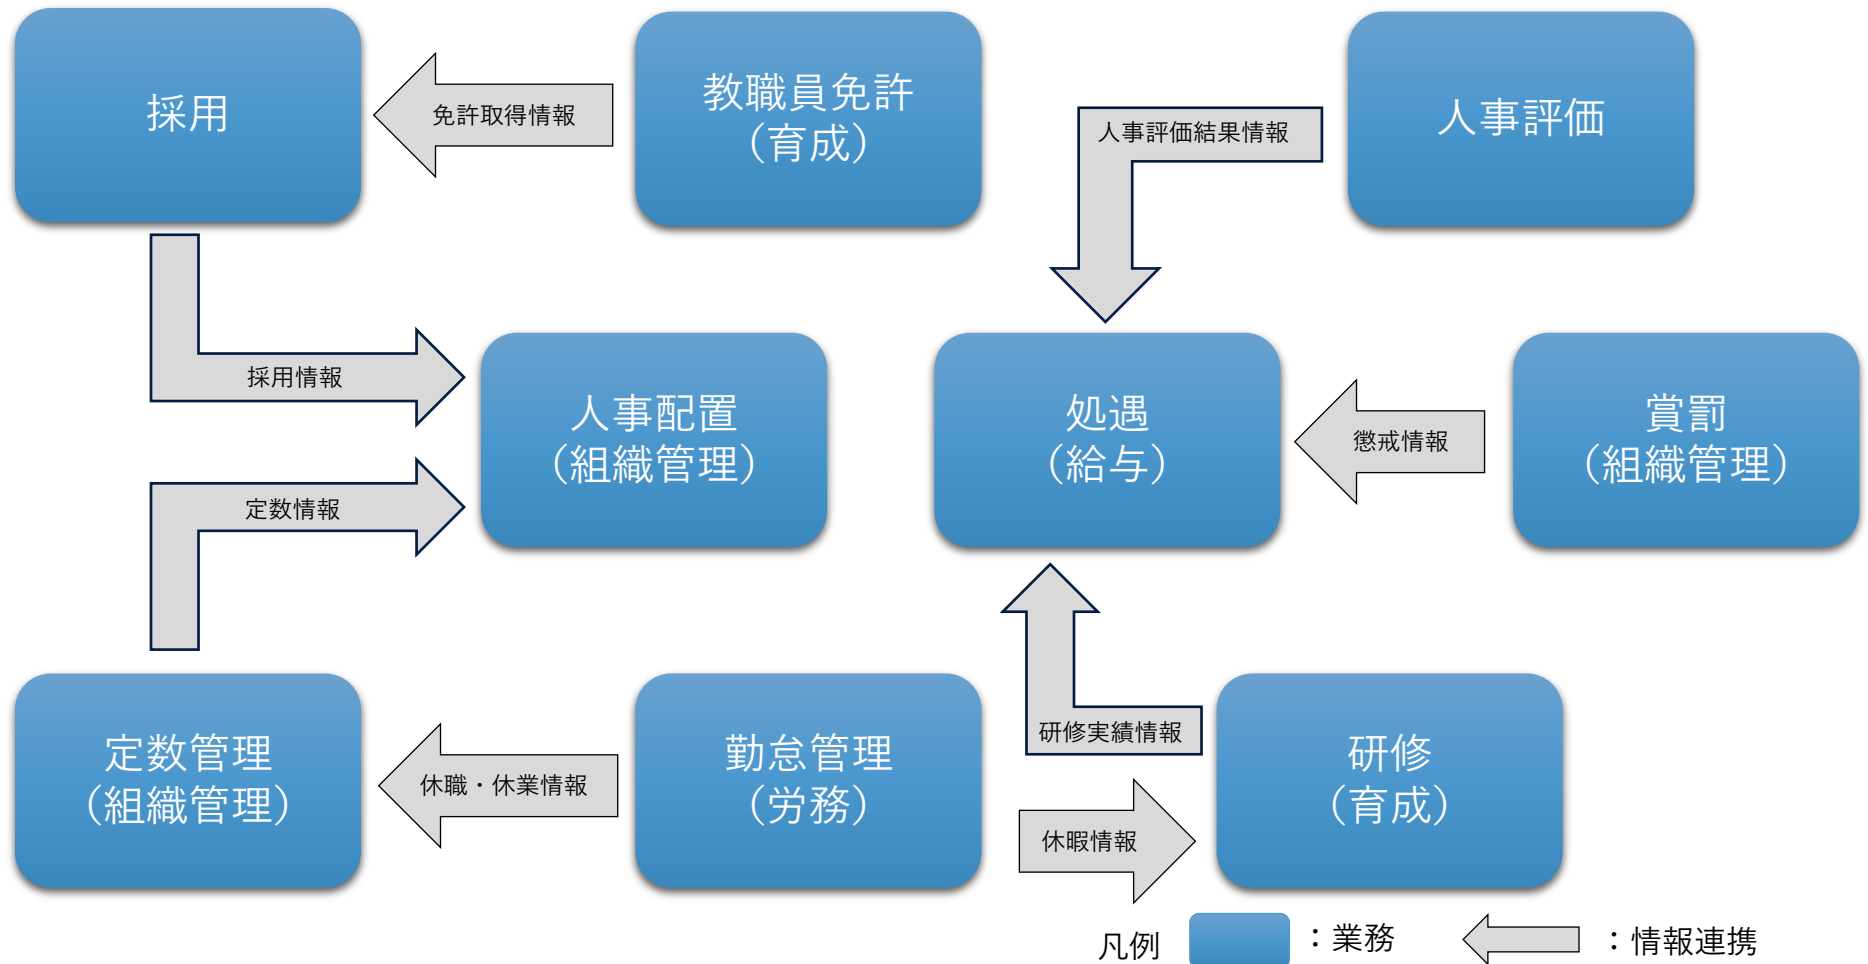 採用
免許取得情報
教職員免許
（育成）
人事評価結果情報
人事評価
採用情報
人事配置
（組織管理）
処遇
（給与）
懲戒情報
賞罰
（組織管理）
定数情報
定数管理
（組織管理）
休職・休業情報
勤怠管理
（労務）
研修実績情報
休暇情報
研修
（育成）
凡例
：業務
：情報連携